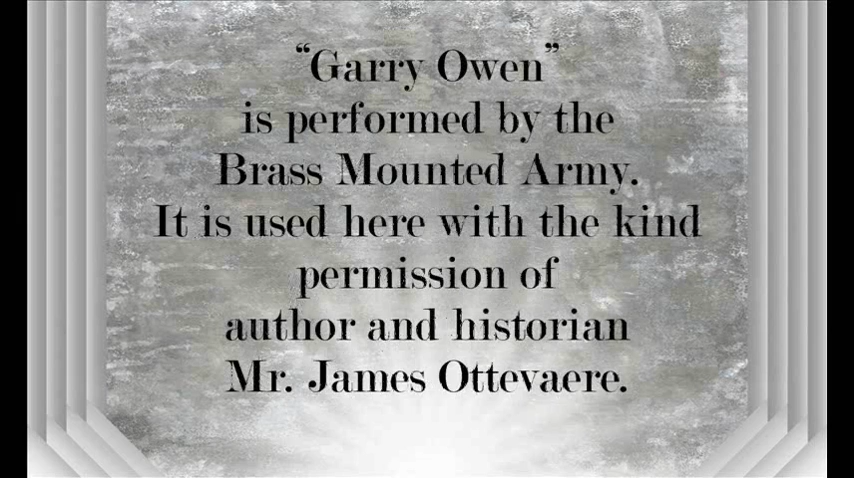 “Garry Owen”
is performed by the
Brass Mounted Army.
It is used here with the kind
permission of
author and historian
Mr. James Ottevaere.